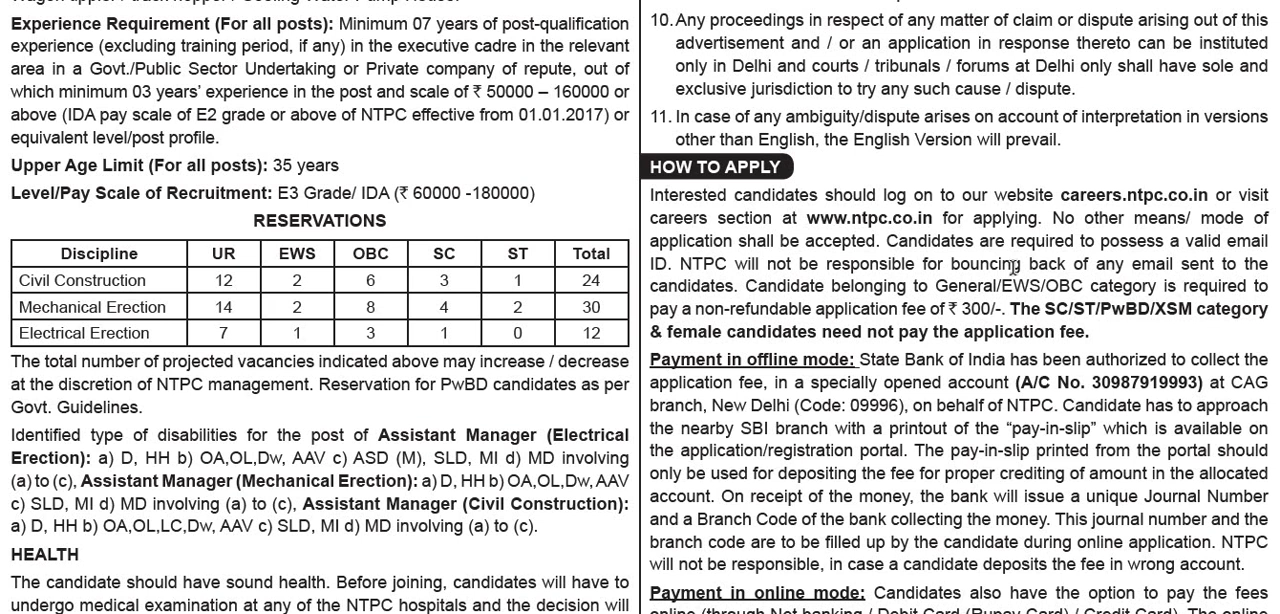 Experience Requirement (For all posts): Minimum 07 years of post-qualification
experience (excluding training period, if any) in the executive cadre in the relevant
area in a Govt./Public Sector Undertaking or Private company of repute, out of
which minimum 03 years' experience in the post and scale of ₹ 50000 – 160000 or
above (IDA pay scale of E2 grade or above of NTPC effective from 01.01.2017) or
equivalent level/post profile.
Upper Age Limit (For all posts): 35 years
Level/Pay Scale of Recruitment: E3 Grade/ IDA (₹ 60000 -180000)
RESERVATIONS
Discipline UR EWS OBC SC ST Total
Civil Construction 12 2 6 3 1 24
Mechanical Erection 14 2 8 4 2 30
Electrical Erection 7 1 3 1 0 12
The total number of projected vacancies indicated above may increase / decrease
at the discretion of NTPC management. Reservation for PwBD candidates as per
Govt. Guidelines.
Identified type of disabilities for the post of Assistant Manager (Electrical
Erection): a) D, HH b) OA,OL,Dw, AAV c) ASD (M), SLD, MI d) MD involving
(a) to (c), Assistant Manager (Mechanical Erection): a) D, HH b) OA,OL,Dw, AAV
c) SLD, MI d) MD involving (a) to (c), Assistant Manager (Civil Construction):
a) D, HH b) OA,OL,LC,Dw, AAV c) SLD, MI d) MD involving (a) to (c).
HEALTH
The candidate should have sound health. Before joining, candidates will have to
undergo medical examination at any of the NTPC hospitals and the decision will
10. Any proceedings in respect of any matter of claim or dispute arising out of this
advertisement and / or an application in response thereto can be instituted
only in Delhi and courts / tribunals / forums at Delhi only shall have sole and
exclusive jurisdiction to try any such cause / dispute.
11. In case of any ambiguity/dispute arises on account of interpretation in versions
other than English, the English Version will prevail.
HOW TO APPLY
Interested candidates should log on to our website careers.ntpc.co.in or visit
careers section at www.ntpc.co.in for applying. No other means/ mode of
application shall be accepted. Candidates are required to possess a valid email
ID. NTPC will not be responsible for bouncing back of any email sent to the
candidates. Candidate belonging to General/EWS/OBC category is required to
pay a non-refundable application fee of ₹ 300/-. The SC/ST/PwBD/XSM category
& female candidates need not pay the application fee.
Payment in offline mode: State Bank of India has been authorized to collect the
application fee, in a specially opened account (A/C No. 30987919993) at CAG
branch, New Delhi (Code: 09996), on behalf of NTPC. Candidate has to approach
the nearby SBI branch with a printout of the “pay-in-slip” which is available on
the application/registration portal. The pay-in-slip printed from the portal should
only be used for depositing the fee for proper crediting of amount in the allocated
account. On receipt of the money, the bank will issue a unique Journal Number
and a Branch Code of the bank collecting the money. This journal number and the
branch code are to be filled up by the candidate during online application. NTPC
will not be responsible, in case a candidate deposits the fee in wrong account.
Payment in online mode: Candidates also have the option to pay the fees